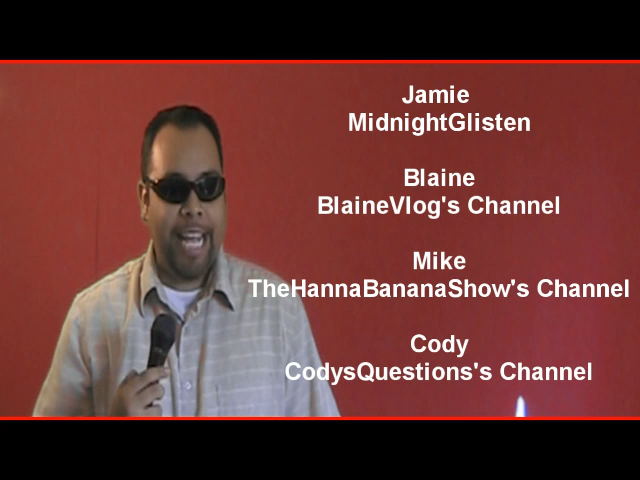 Jamie
MidnightGlisten
Blaine
BlaineVlog's Channel
Mike
TheHannaBananaShow's Channel
Cody
CodysQuestions's Channel